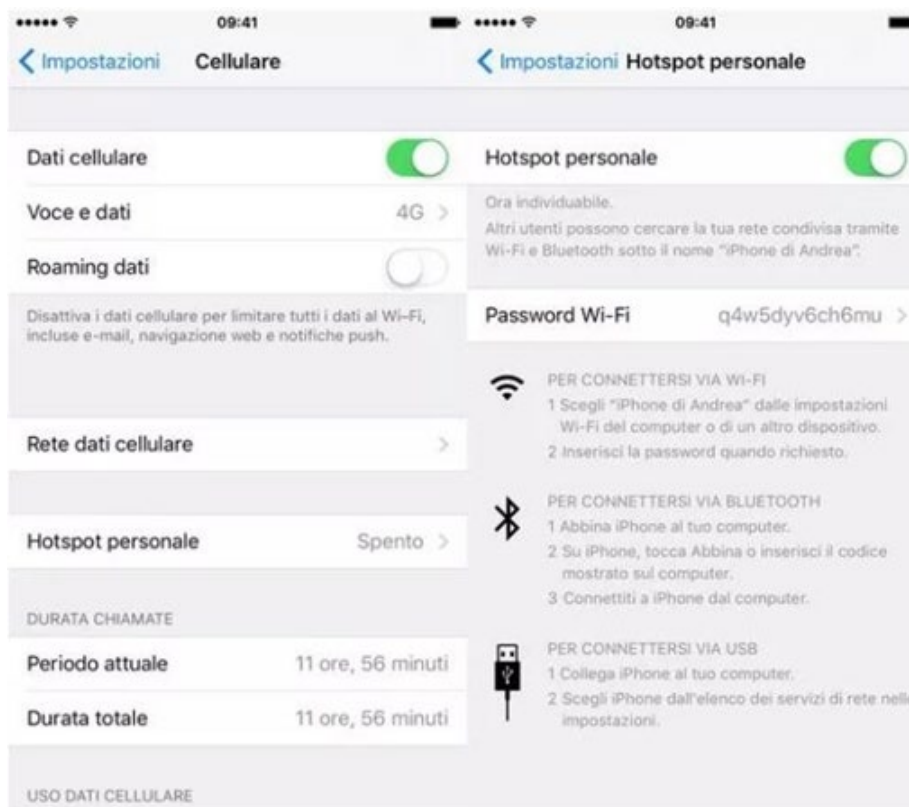 09:41
Impostazioni Cellulare
Dati cellulare
Voce e dati 4G
Roaming dati
Disattiva i dati cellulare per limitare tutti i dati al Wi-Fi,
incluse e-mail, navigazione web e notifiche push.
Rete dati cellulare
Hotspot personale Spento
DURATA CHIAMATE
Periodo attuale 11 ore, 56 minuti
Durata totale 11 ore, 56 minuti
USO DATI CELLULARE
09:41
Impostazioni Hotspot personale
Hotspot personale
Ora individuabile.
Altri utenti possono cercare la tua rete condivisa tramite
Wi-Fi e Bluetooth sotto il nome "iPhone di Andrea".
Password Wi-Fi q4w5dyv6ch6mu
PER CONNETTERSI VIA WI-FI
1 Scegli "iPhone di Andrea" dalle impostazioni
Wi-Fi del computer o di un altro dispositivo.
2 Inserisci la password quando richiesto.
PER CONNETTERSI VIA BLUETOOTH
1 Abbina iPhone al tuo computer.
2 Su iPhone, tocca Abbina o inserisci il codice
mostrato sul computer.
3 Connettiti a iPhone dal computer.
PER CONNETTERSI VIA USB
1 Collega iPhone al tuo computer.
2 Scegli iPhone dall'elenco dei servizi di rete nelle
impostazioni.